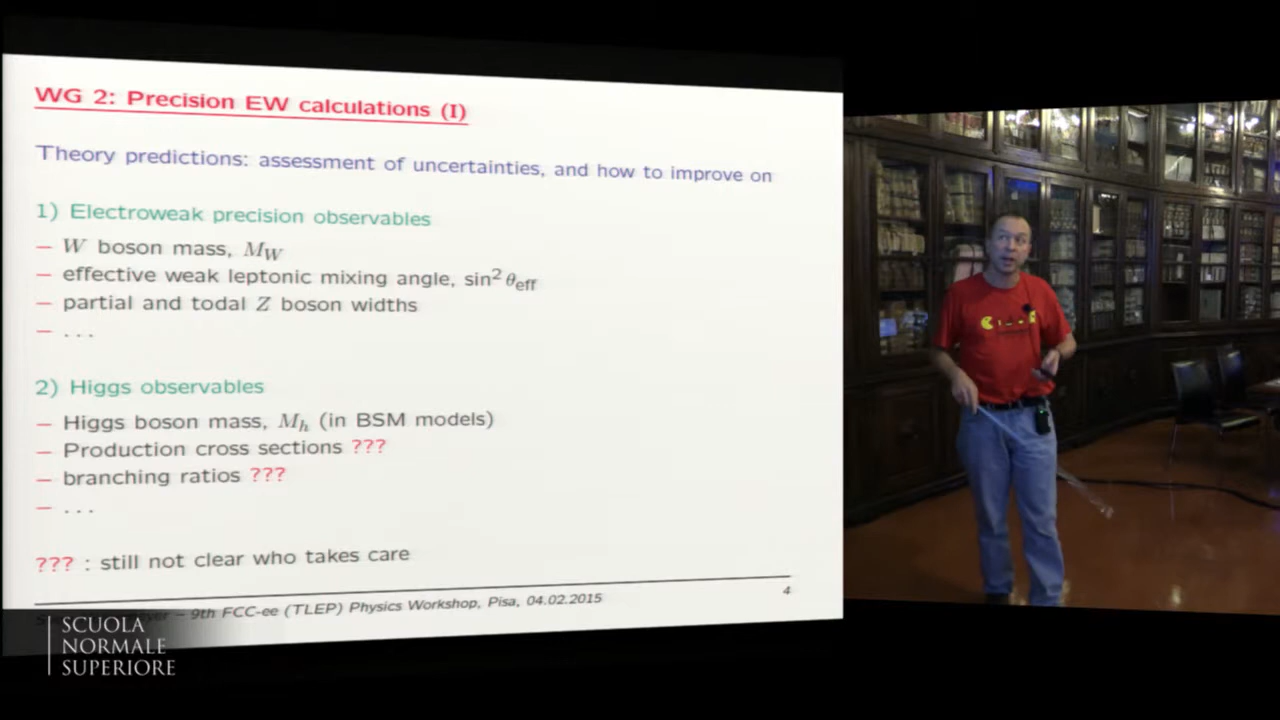 WG 2: Precision EW calculations (I)
Theory predictions: assessment of uncertainties, and how to improve on
1) Electroweak precision observables
– W boson mass, M_W
– effective weak leptonic mixing angle, sin² θ_eff
– partial and todal Z boson widths
– ...
2) Higgs observables
– Higgs boson mass, M_h (in BSM models)
– Production cross sections ???
– branching ratios ???
– ...
??? : still not clear who takes care
– 9th FCC-ee (TLEP) Physics Workshop, Pisa, 04.02.2015
4
SCUOLA
NORMALE
SUPERIORE